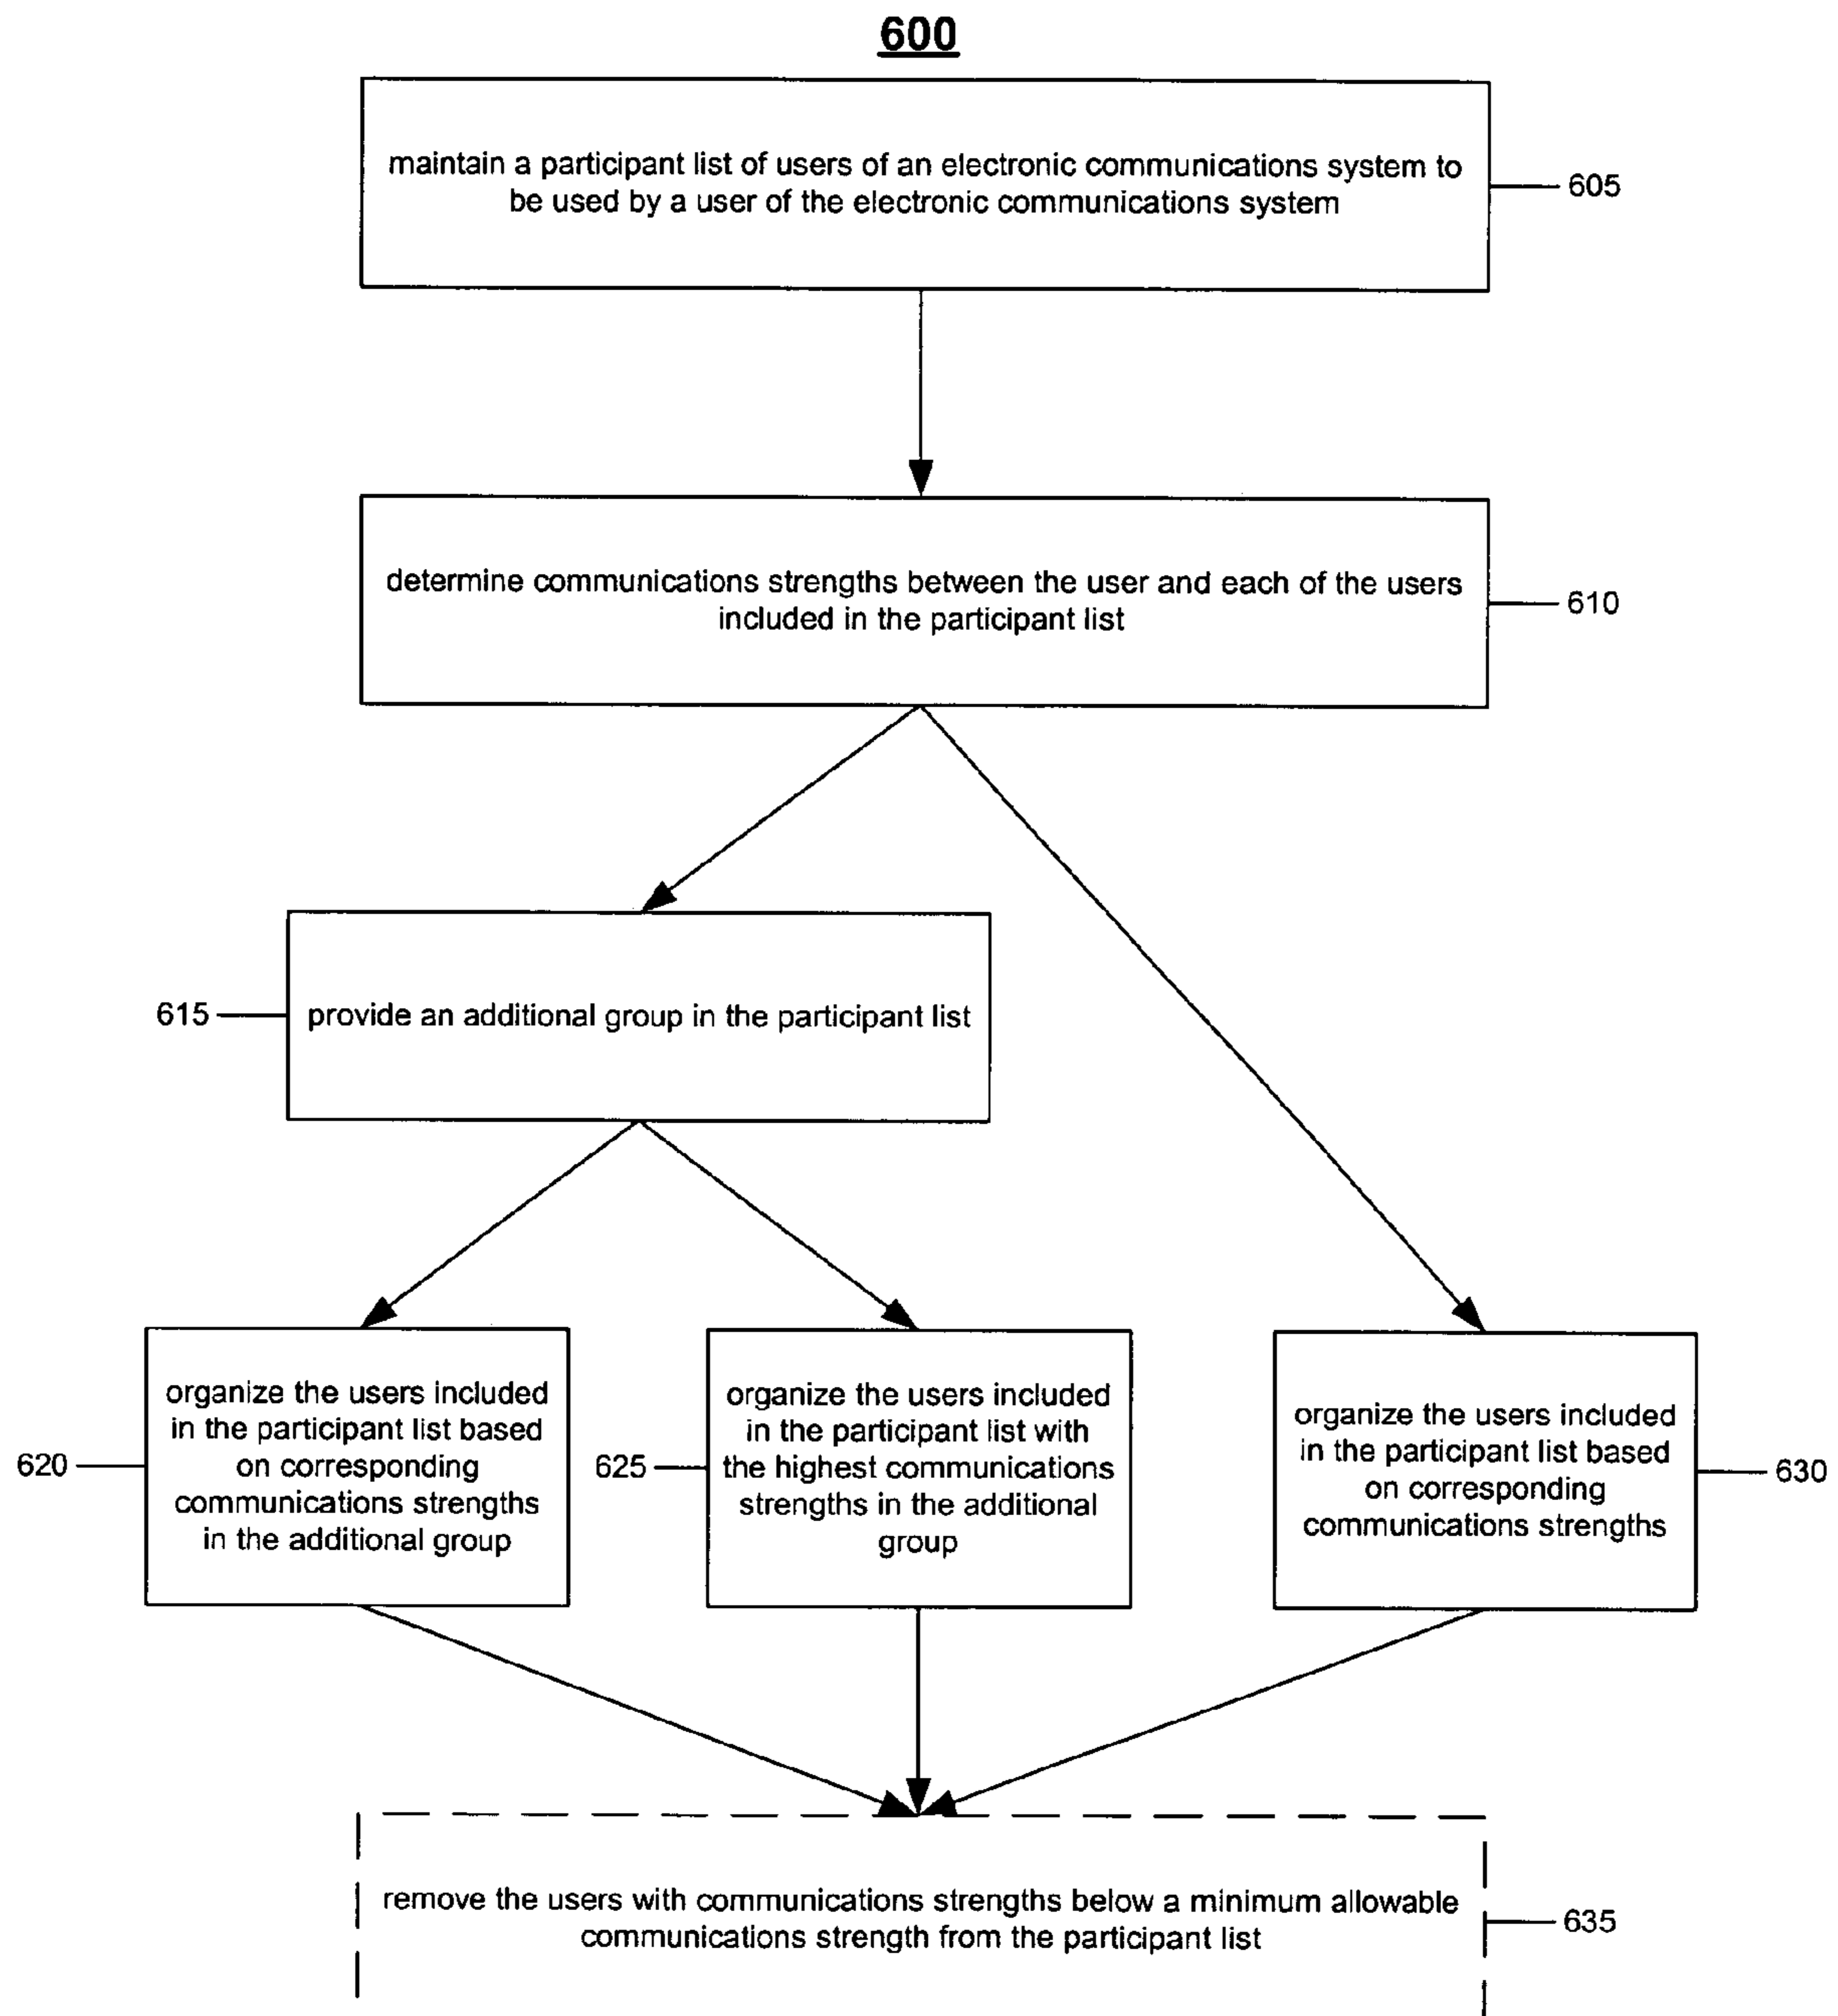 600
maintain a participant list of users of an electronic communications system to
be used by a user of the electronic communications system
605
determine communications strengths between the user and each of the users
included in the participant list
610
615
provide an additional group in the participant list
620
organize the users included
in the participant list based
on corresponding
communications strengths
in the additional group
625
organize the users included
in the participant list with
the highest communications
strengths in the additional
group
organize the users included
in the participant list based
on corresponding
communications strengths
630
remove the users with communications strengths below a minimum allowable
communications strength from the participant list
635